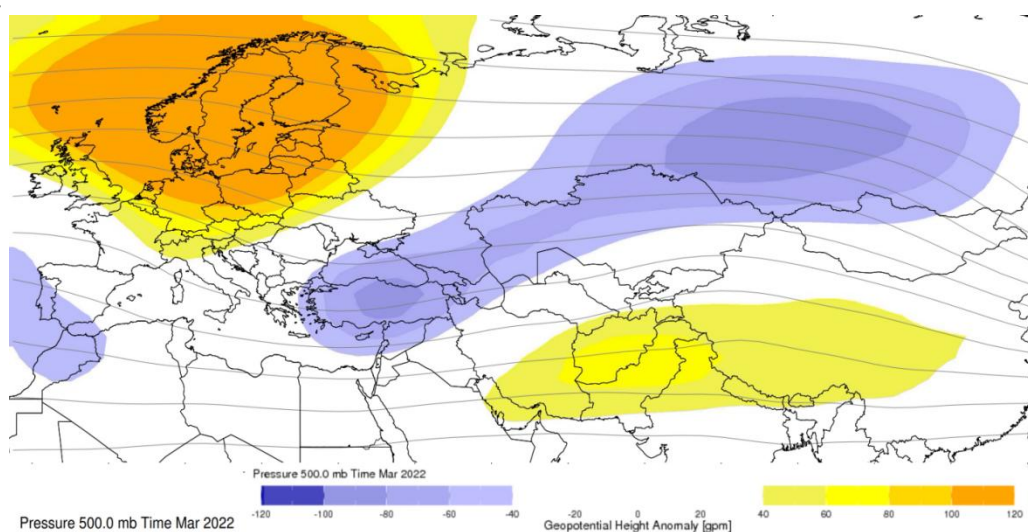 Pressure 500.0 mb Time Mar 2022
-120 -100 -80 -60 -40 -20 0 20 40 60 80 100 120
Pressure 500.0 mb Time Mar 2022
Geopotential Height Anomaly [gpm]